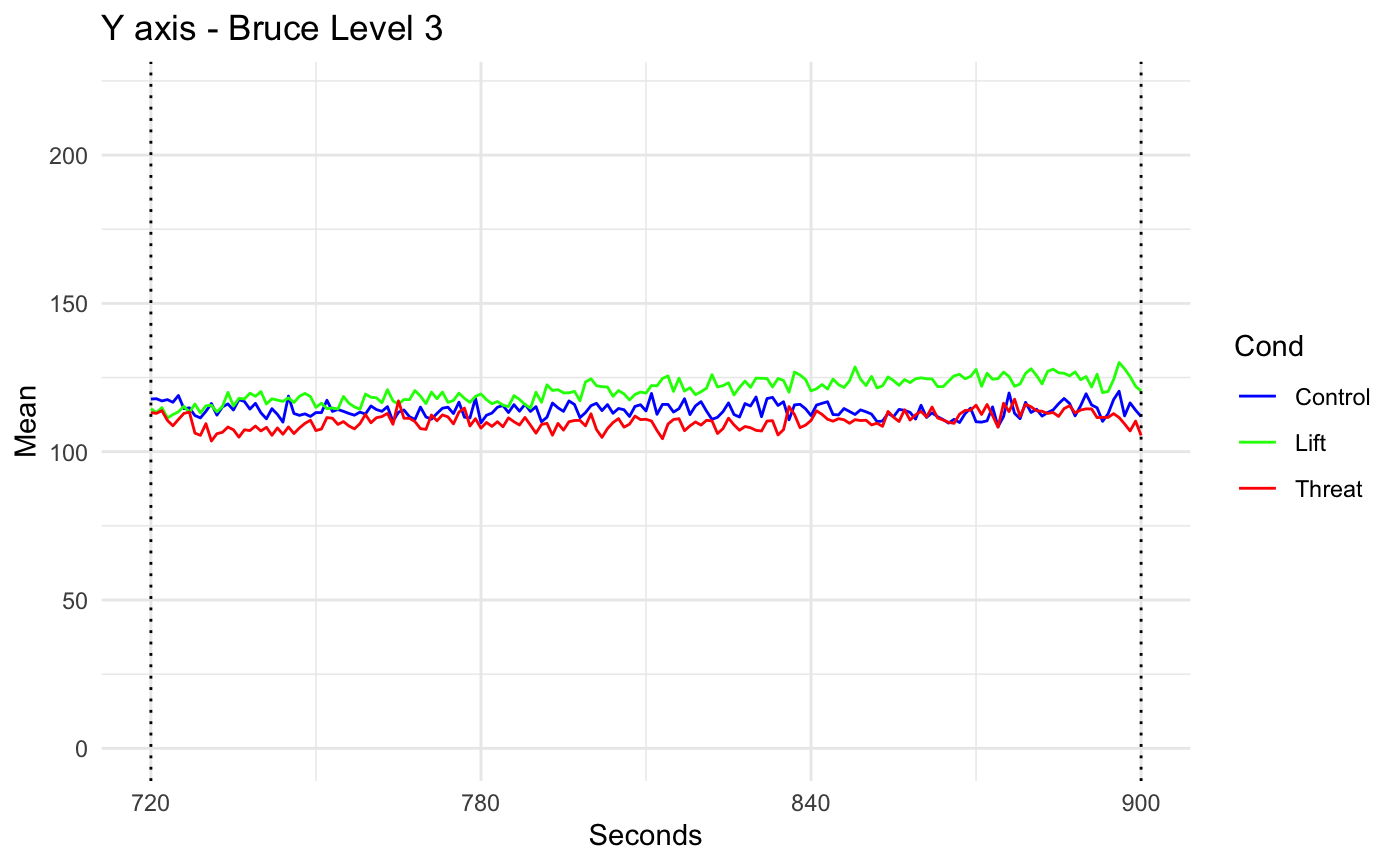 Y axis - Bruce Level 3
Mean
200
150
100
50
0
720
780
840
900
Seconds
Cond
Control
Lift
Threat